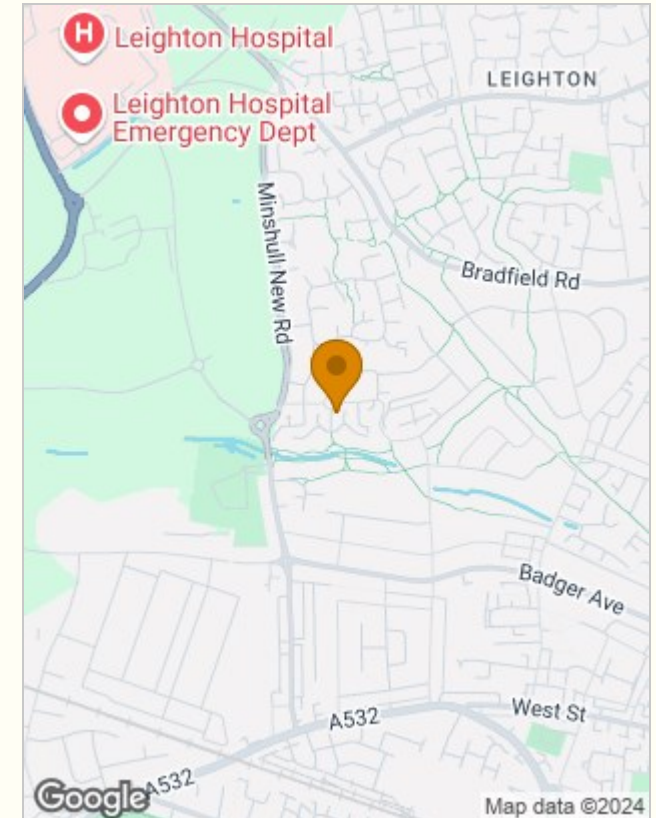 H Leighton Hospital
Leighton Hospital
Emergency Dept
LEIGHTON
Minshull New Rd
Bradfield Rd
Badger Ave
West St
A532
A532
Google
Map data ©2024